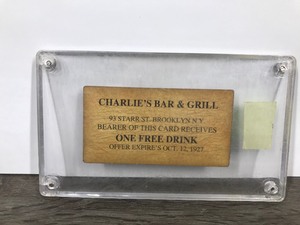 CHARLIE'S BAR & GRILL
93 STARR ST. BROOKLYN N.Y
BEARER OF THIS CARD RECEIVES
ONE FREE DRINK
OFFER EXPIRE'S OCT. 12, 1927